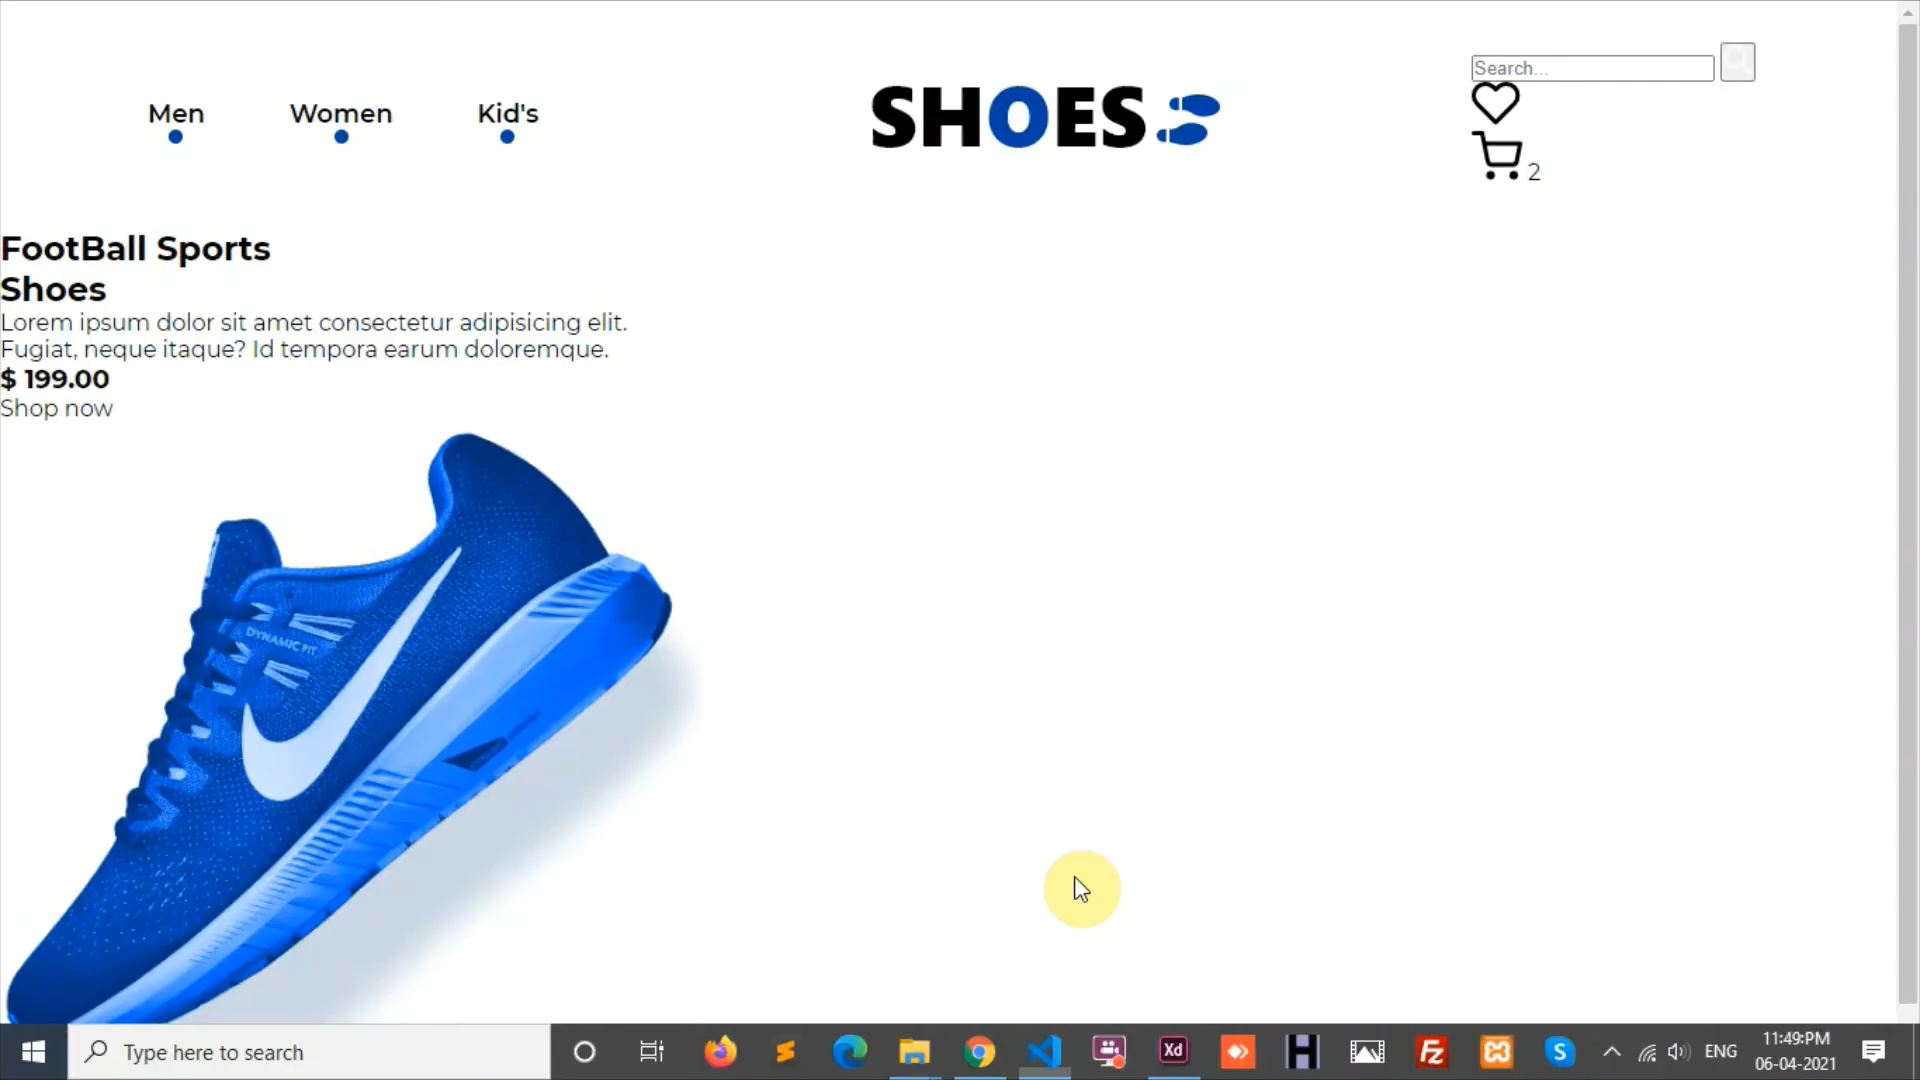 Search...
Men
Women
Kid's
SHOES
2
FootBall Sports
Shoes
Lorem ipsum dolor sit amet consectetur adipisicing elit.
Fugiat, neque itaque? Id tempora earum doloremque.
$ 199.00
Shop now
DYNAMIC FIT
Type here to search
Xd
H
Fz
S
ENG
11:49:PM
06-04-2021